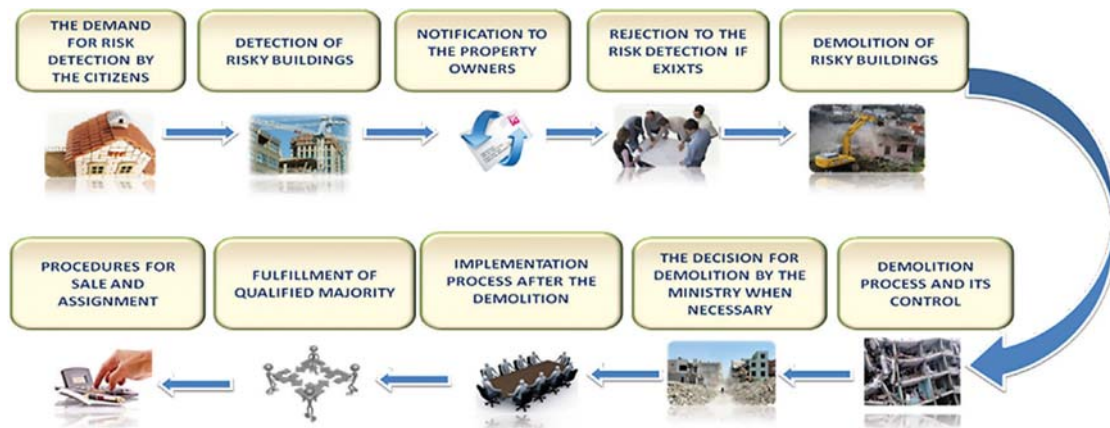 THE DEMAND
FOR RISK
DETECTION BY
THE CITIZENS
DETECTION OF
RISKY BUILDINGS
NOTIFICATION TO
THE PROPERTY
OWNERS
REJECTION TO THE
RISK DETECTION IF
EXIXTS
DEMOLITION OF
RISKY BUILDINGS
DEMOLITION
PROCESS AND ITS
CONTROL
THE DECISION FOR
DEMOLITION BY THE
MINISTRY WHEN
NECESSARY
IMPLEMENTATION
PROCESS AFTER THE
DEMOLITION
FULFILLMENT OF
QUALIFIED MAJORITY
PROCEDURES FOR
SALE AND
ASSIGNMENT